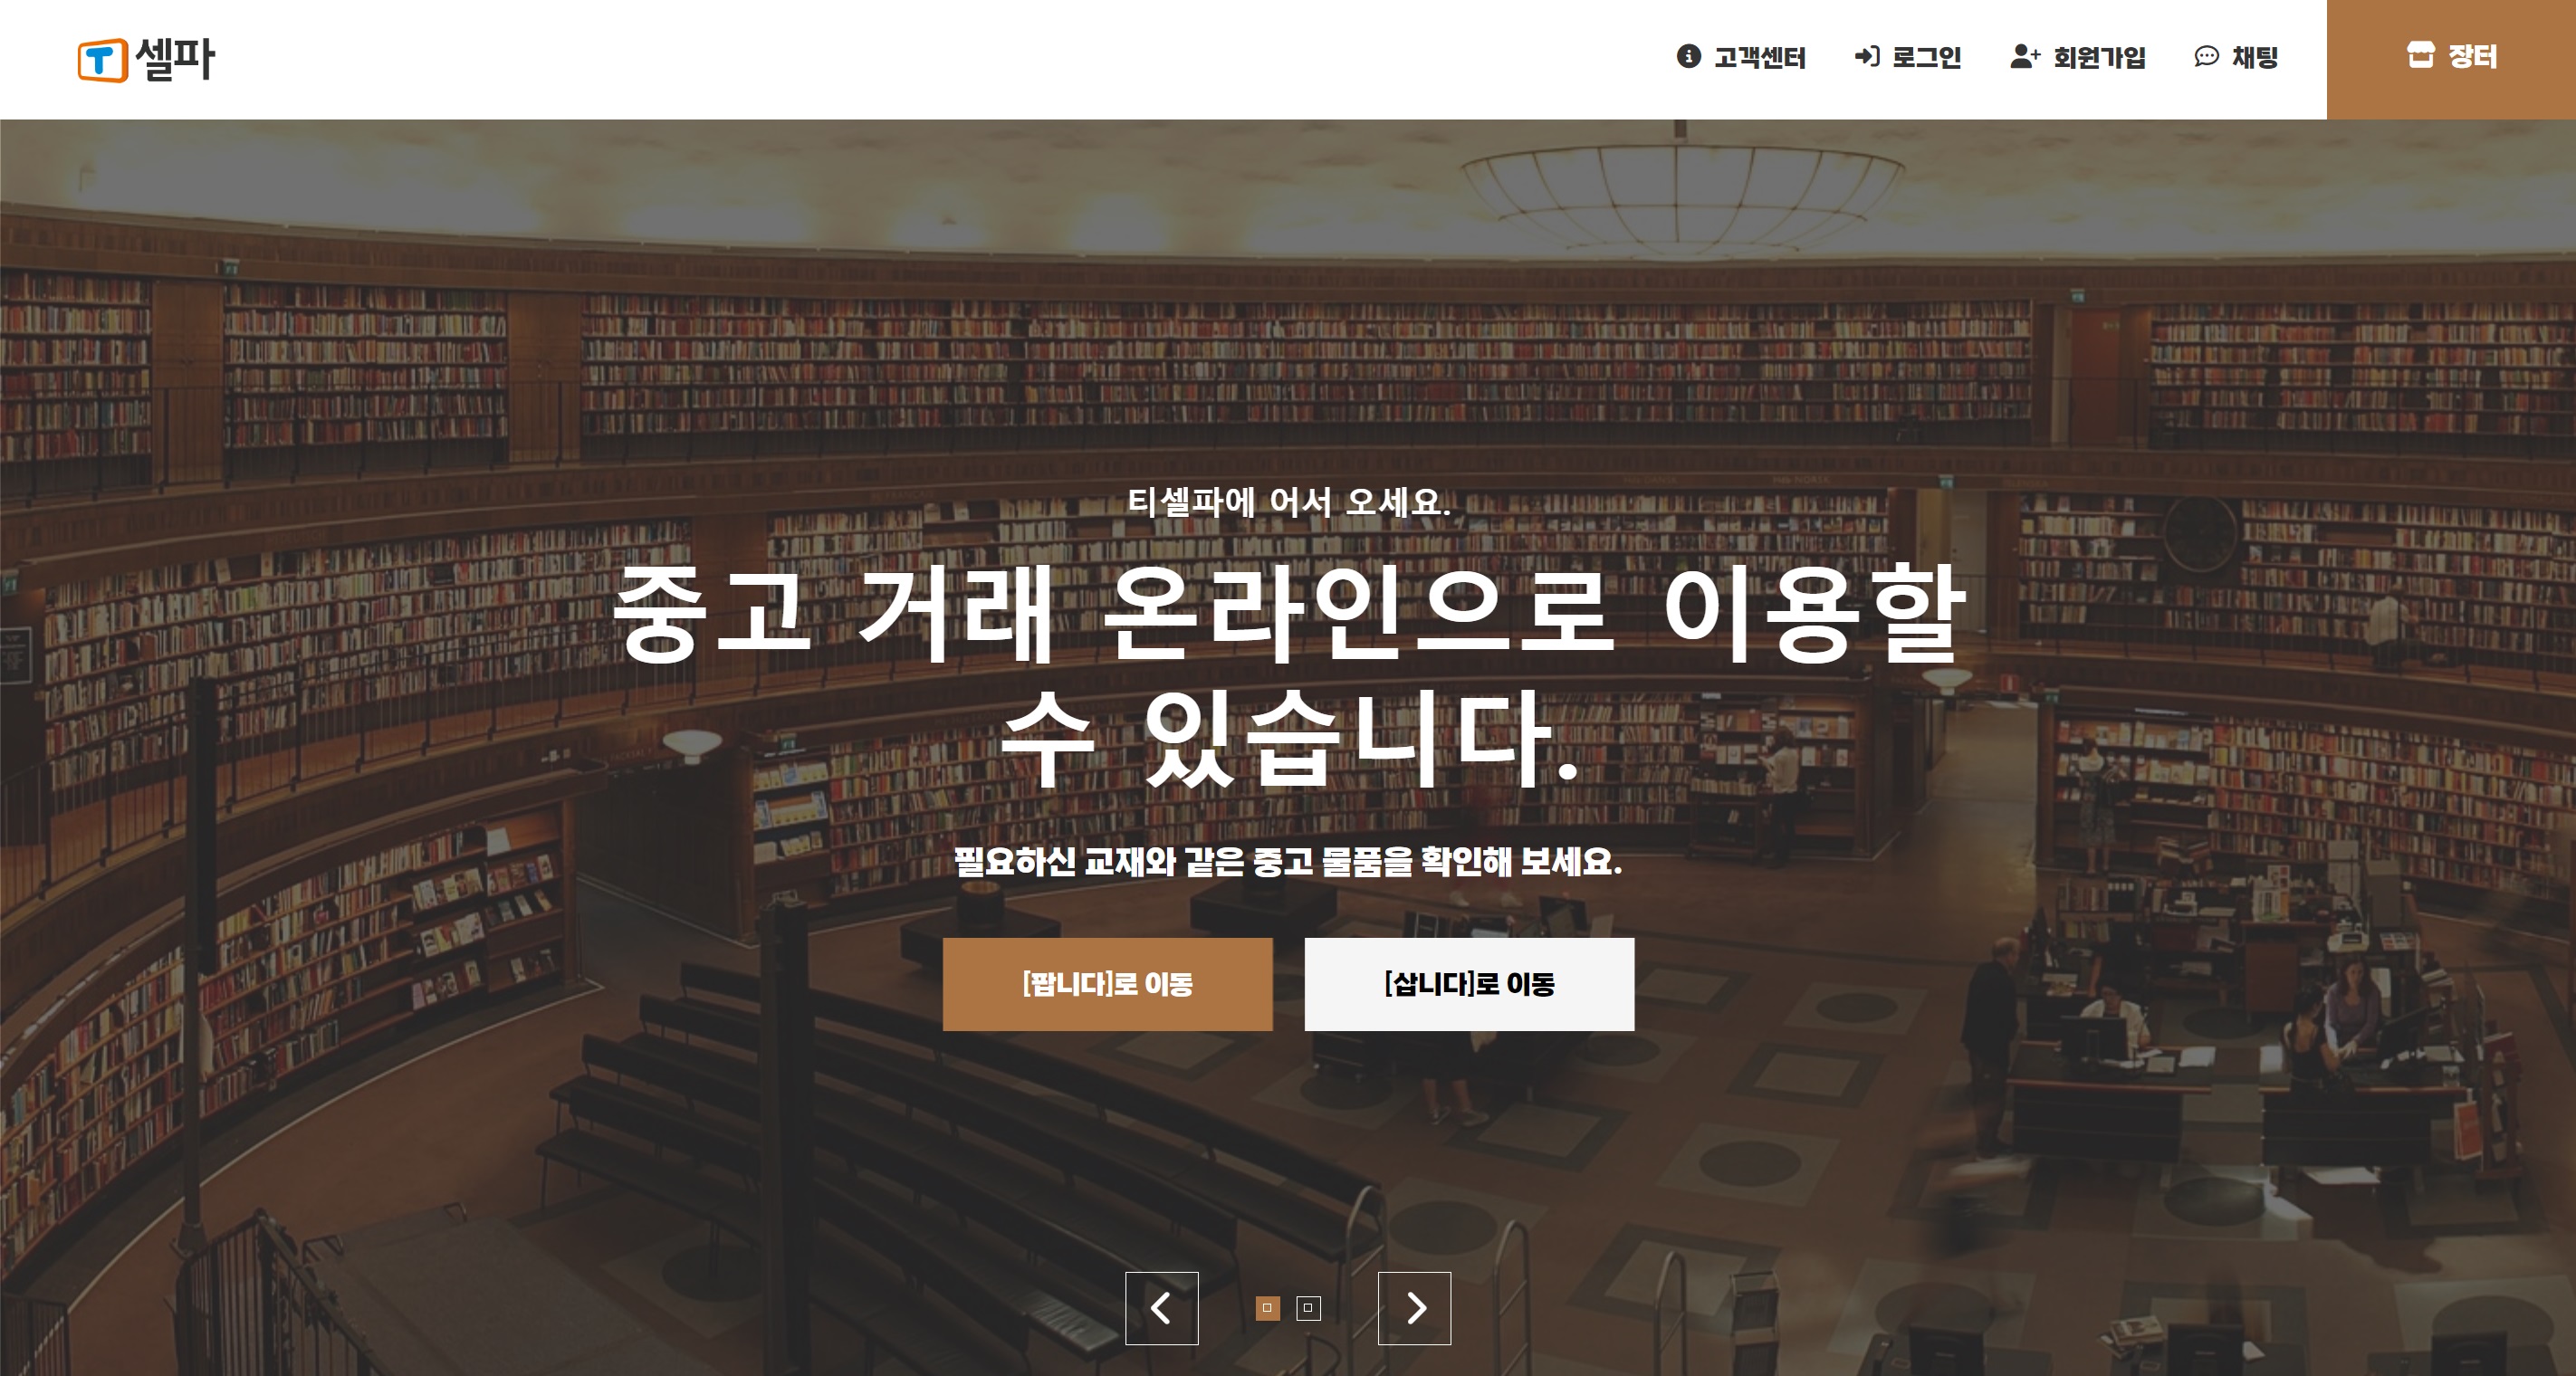 T셀파
고객센터
로그인
회원가입
채팅
장터
티셀파에 어서 오세요.
중고 거래 온라인으로 이용할
수 있습니다.
필요하신 교재와 같은 중고 물품을 확인해 보세요.
[팝니다]로 이동
[삽니다]로 이동